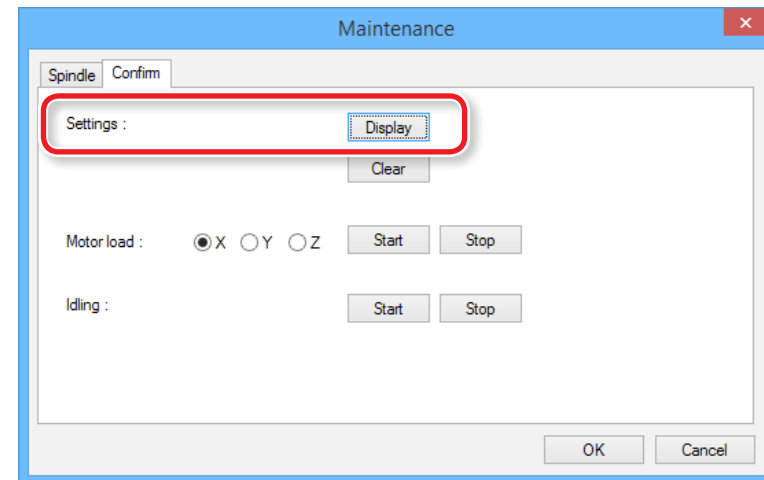 Maintenance
Spindle Confirm
Settings : Display
Clear
Motor load : X Y Z Start Stop
Idling : Start Stop
OK Cancel